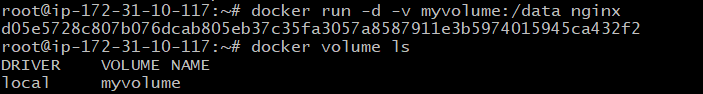 root@ip-172-31-10-117:~# docker run -d -v myvolume:/data nginx
d05e5728c807b076dcab805eb37c35fa3057a8587911e3b5974015945ca432f2
root@ip-172-31-10-117:~# docker volume ls
DRIVER    VOLUME NAME
local     myvolume